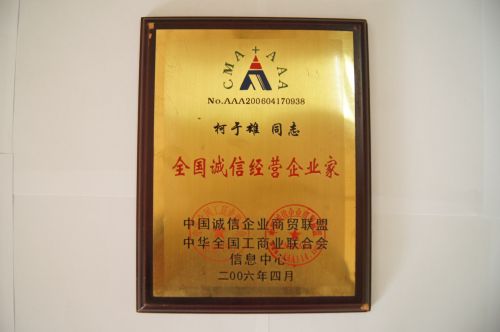 CMA + AAA
No.AAA200604170938
柯于雄 同志
全国诚信经营企业家
中国诚信企业商贸联盟
中华全国工商业联合会
信息中心
二00六年四月